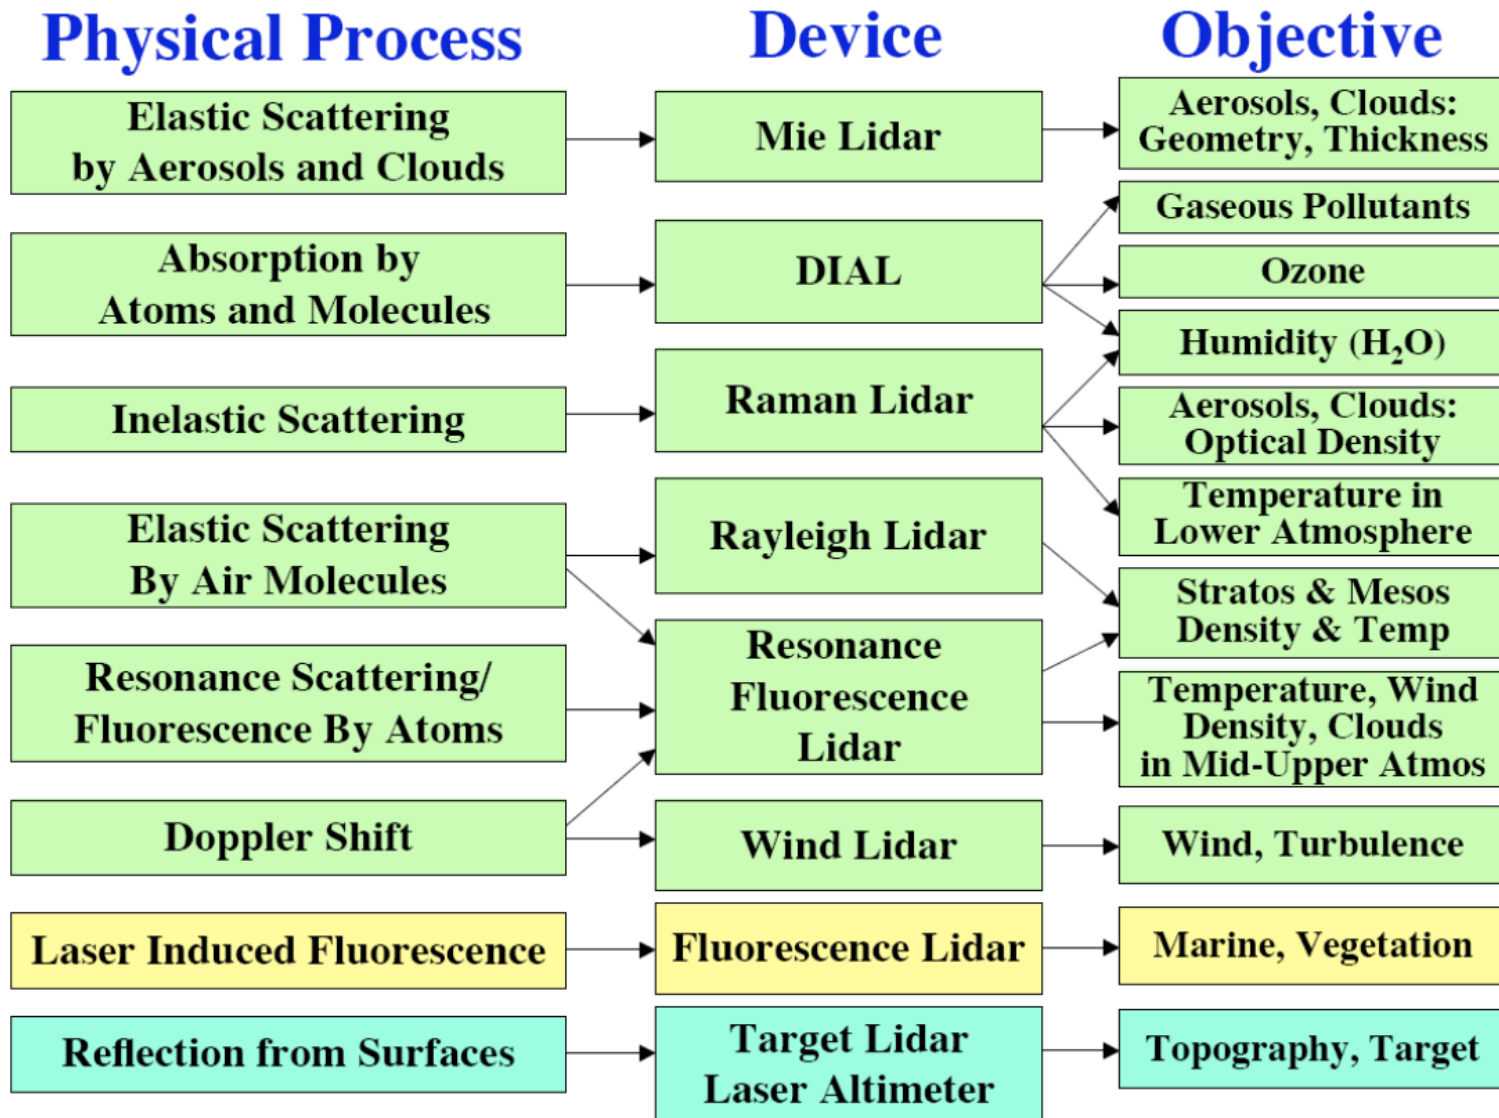 Physical Process
Device
Objective
Elastic Scattering
by Aerosols and Clouds
Mie Lidar
Aerosols, Clouds:
Geometry, Thickness
Absorption by
Atoms and Molecules
DIAL
Gaseous Pollutants
Ozone
Humidity (H₂O)
Inelastic Scattering
Raman Lidar
Aerosols, Clouds:
Optical Density
Temperature in
Lower Atmosphere
Elastic Scattering
By Air Molecules
Rayleigh Lidar
Stratos & Mesos
Density & Temp
Resonance Scattering/
Fluorescence By Atoms
Resonance
Fluorescence
Lidar
Temperature, Wind
Density, Clouds
in Mid-Upper Atmos
Doppler Shift
Wind Lidar
Wind, Turbulence
Laser Induced Fluorescence
Fluorescence Lidar
Marine, Vegetation
Reflection from Surfaces
Target Lidar
Laser Altimeter
Topography, Target